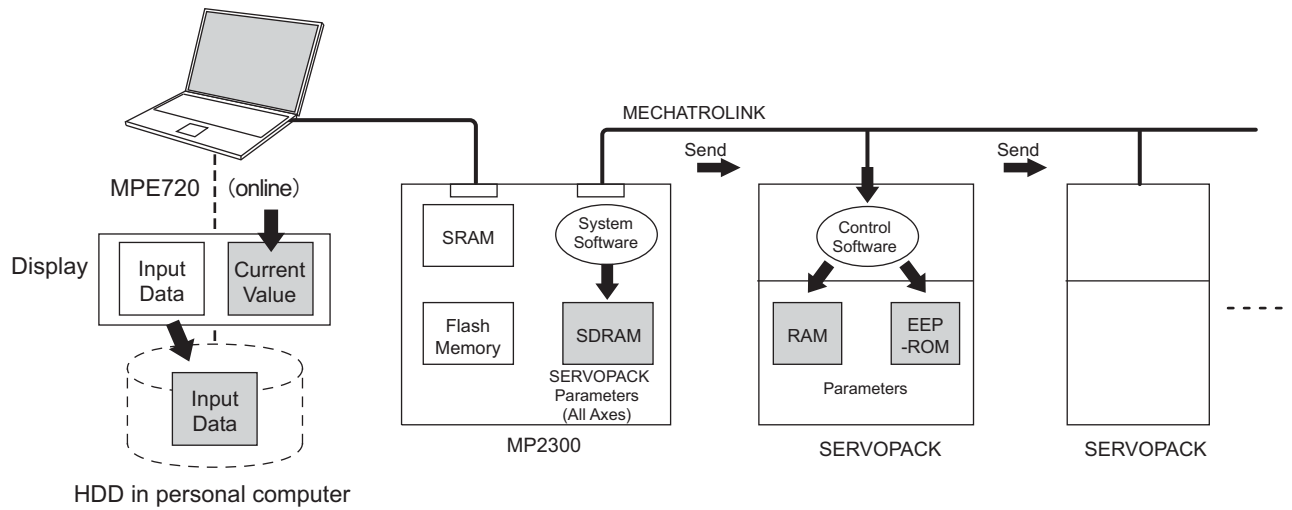 MECHATROLINK
Send
Send
MPE720 (online)
Display
Input
Data
Current
Value
Input
Data
HDD in personal computer
SRAM
System
Software
Flash
Memory
SDRAM
SERVOPACK
Parameters
(All Axes)
MP2300
Control
Software
RAM
EEP
-ROM
Parameters
SERVOPACK
SERVOPACK